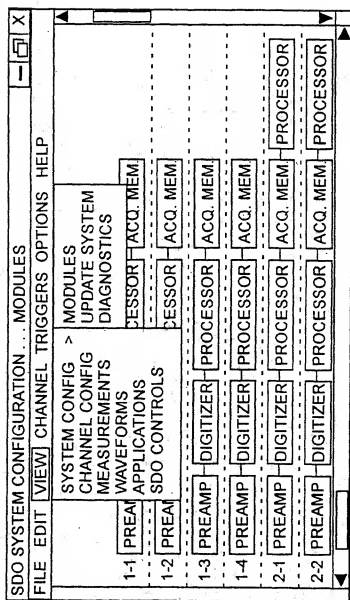 SDO SYSTEM CONFIGURATION . . . MODULES
FILE EDIT VIEW CHANNEL TRIGGERS OPTIONS HELP
SYSTEM CONFIG >
CHANNEL CONFIG
MEASUREMENTS
WAVEFORMS
APPLICATIONS
SDO CONTROLS
MODULES
UPDATE SYSTEM
DIAGNOSTICS
1-1 PREAM CESSOR ACQ. MEM.
1-2 PREA CESSOR ACQ. MEM.
1-3 PREAMP DIGITIZER PROCESSOR ACQ. MEM.
1-4 PREAMP DIGITIZER PROCESSOR ACQ. MEM.
2-1 PREAMP DIGITIZER PROCESSOR ACQ. MEM. PROCESSOR
2-2 PREAMP DIGITIZER PROCESSOR ACQ. MEM. PROCESSOR